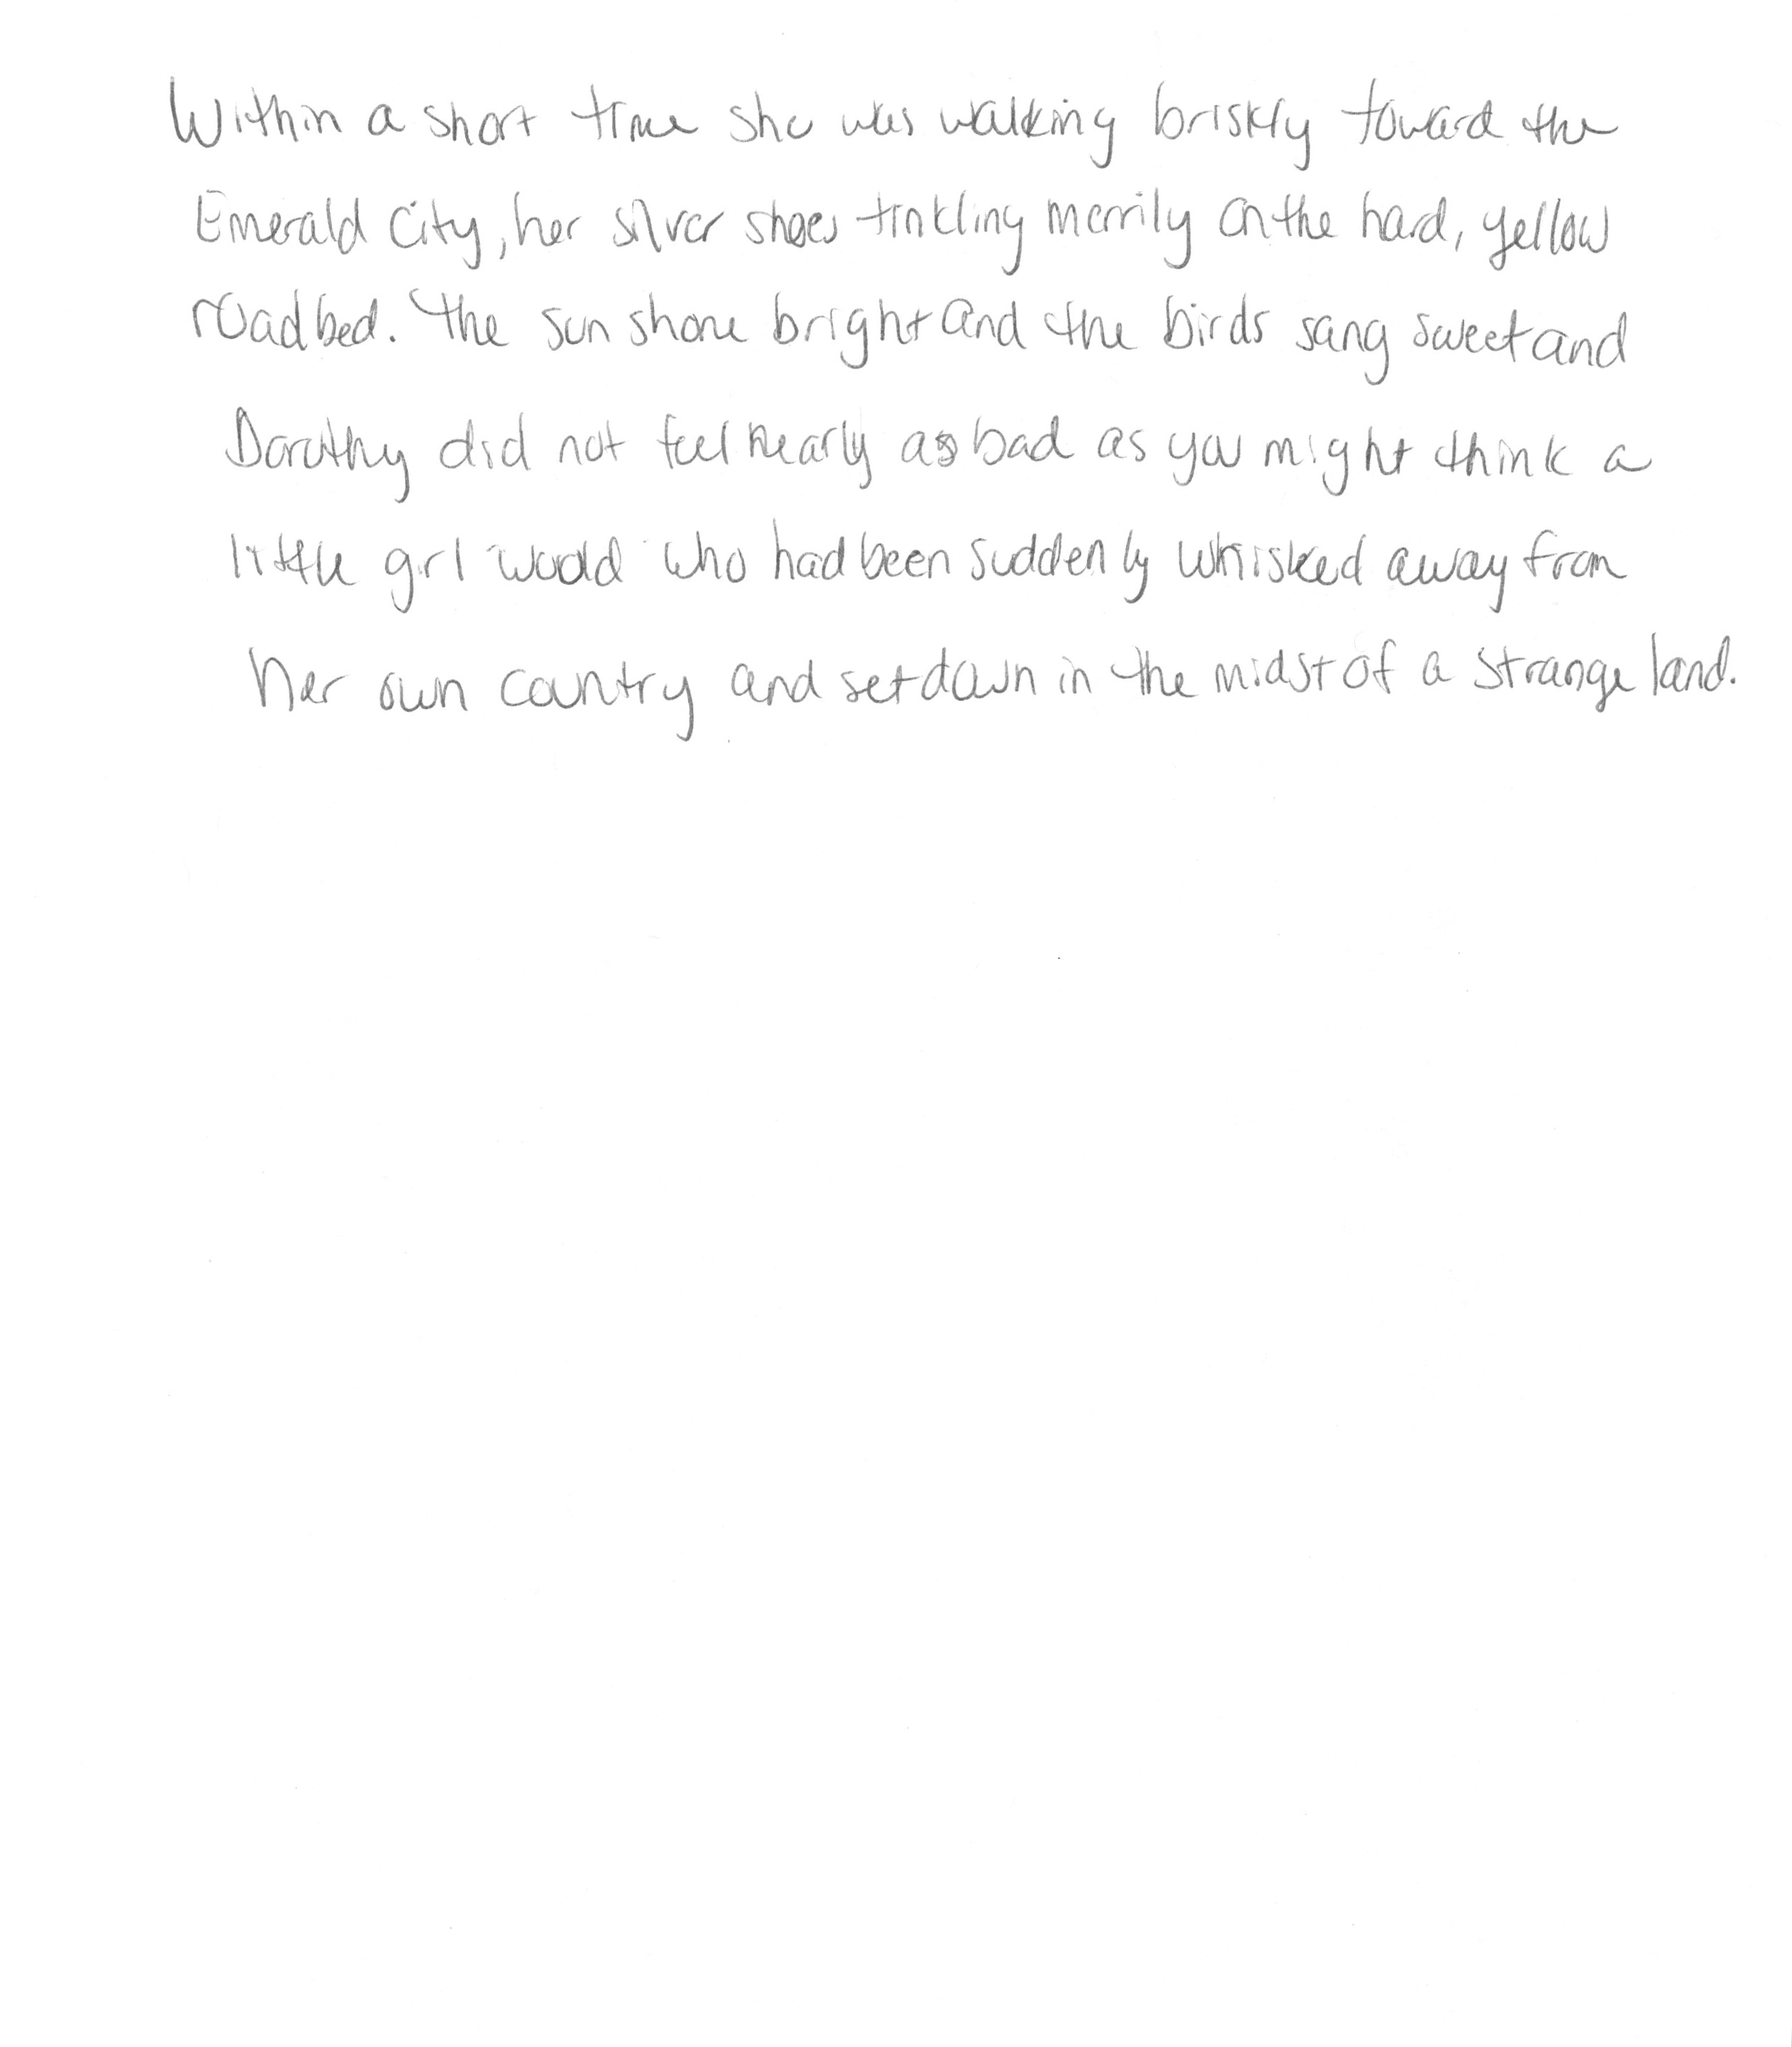 Within a short time she was walking briskly toward the
Emerald City, her silver shoes tinkling merrily on the hard, yellow
roadbed. The sun shone bright and the birds sang sweet and
Dorothy did not feel nearly as bad as you might think a
little girl would who had been suddenly whisked away from
her own country and set down in the midst of a strange land.